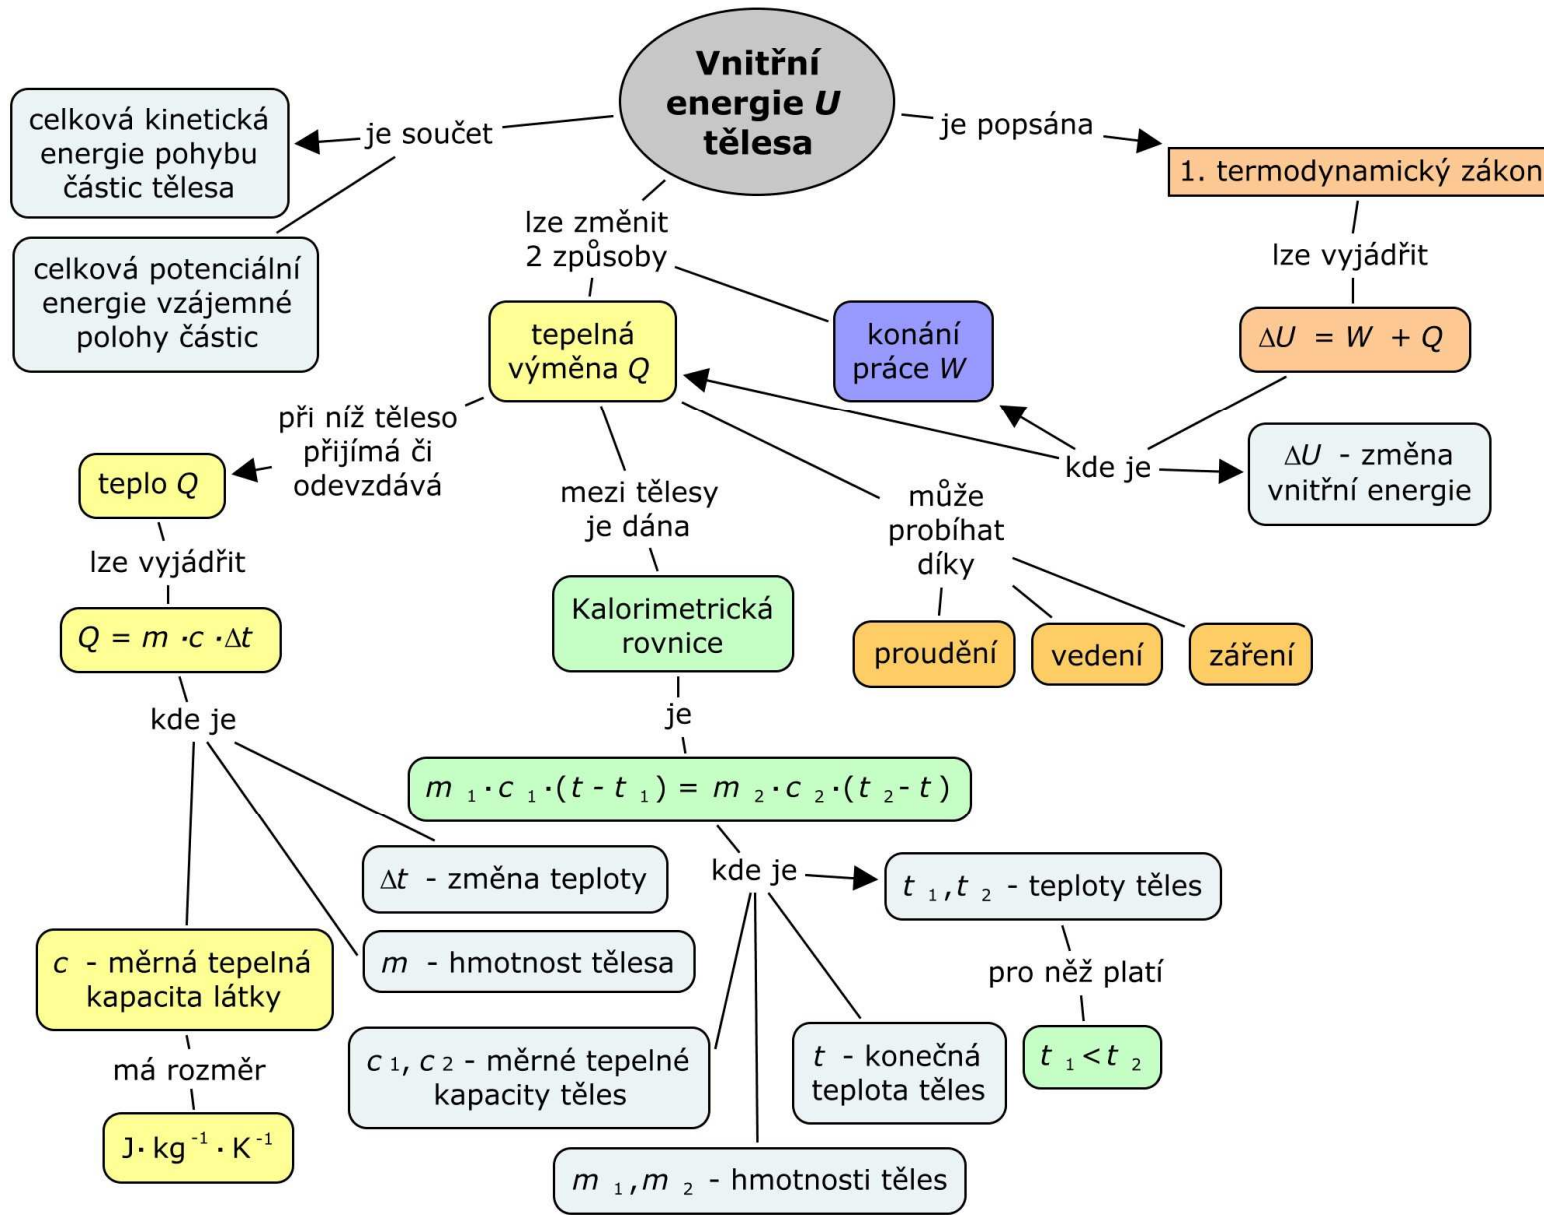 Vnitřní
energie U
tělesa
je součet
celková kinetická
energie pohybu
částic tělesa
celková potenciální
energie vzájemné
polohy částic
je popsána
1. termodynamický zákon
lze vyjádřit
ΔU = W + Q
kde je
ΔU - změna
vnitřní energie
lze změnit
2 způsoby
tepelná
výměna Q
konání
práce W
při níž těleso
přijímá či
odevzdává
teplo Q
lze vyjádřit
Q = m ·c ·Δt
kde je
Δt - změna teploty
m - hmotnost tělesa
c - měrná tepelná
kapacita látky
má rozměr
J· kg⁻¹ · K⁻¹
mezi tělesy
je dána
Kalorimetrická
rovnice
je
m ₁ · c ₁ ·(t - t ₁) = m ₂ · c ₂ ·(t ₂ - t )
kde je
t ₁ ,t ₂ - teploty těles
pro něž platí
t ₁ < t ₂
t - konečná
teplota těles
c ₁, c ₂ - měrné tepelné
kapacity těles
m ₁ ,m ₂ - hmotnosti těles
může
probíhat
díky
proudění
vedení
záření